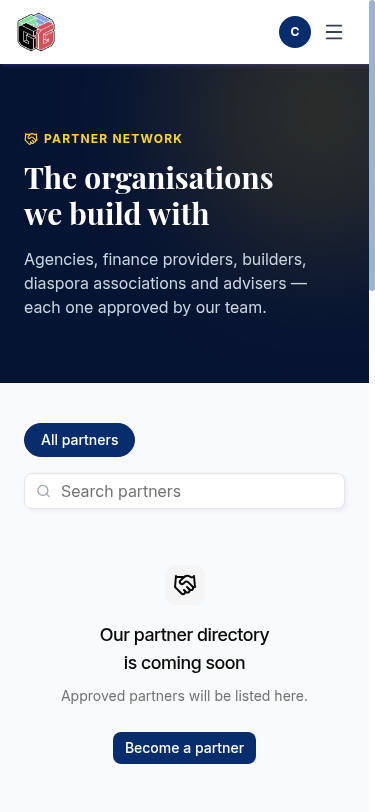 C
PARTNER NETWORK
The organisations
we build with
Agencies, finance providers, builders,
diaspora associations and advisers —
each one approved by our team.
All partners
Search partners
Our partner directory
is coming soon
Approved partners will be listed here.
Become a partner